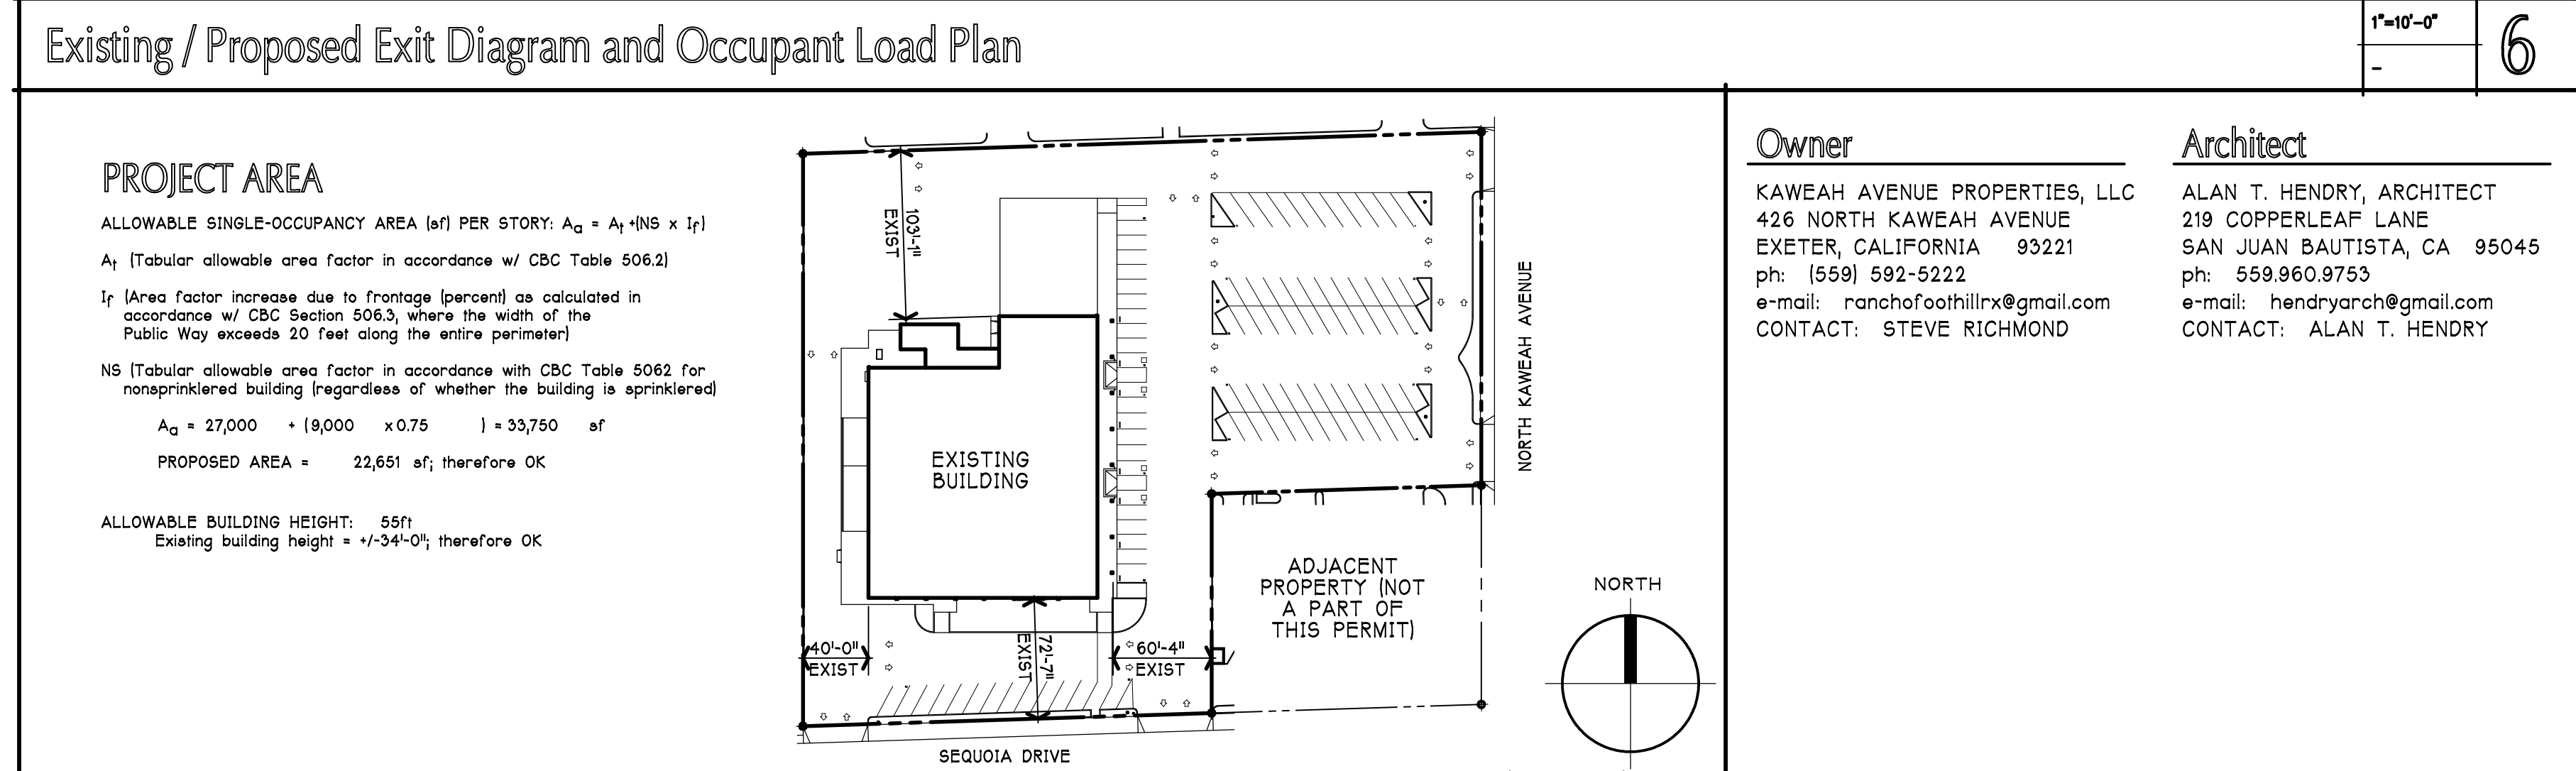 Existing / Proposed Exit Diagram and Occupant Load Plan
1"=10'-0"
-
6
PROJECT AREA
ALLOWABLE SINGLE-OCCUPANCY AREA (sf) PER STORY: Aa = At +(NS x If)
At (Tabular allowable area factor in accordance w/ CBC Table 506.2)
If (Area factor increase due to frontage (percent) as calculated in
accordance w/ CBC Section 506.3, where the width of the
Public Way exceeds 20 feet along the entire perimeter)
NS (Tabular allowable area factor in accordance with CBC Table 5062 for
nonsprinklered building (regardless of whether the building is sprinklered)
Aa = 27,000 + (9,000 x 0.75 ) = 33,750 sf
PROPOSED AREA = 22,651 sf; therefore OK
ALLOWABLE BUILDING HEIGHT: 55ft
Existing building height = +/-34'-0"; therefore OK
103'-1"
EXIST
EXISTING
BUILDING
NORTH KAWEAH AVENUE
ADJACENT
PROPERTY (NOT
A PART OF
THIS PERMIT)
40'-0"
EXIST
72'-7"
EXIST
60'-4"
EXIST
SEQUOIA DRIVE
NORTH
Owner
KAWEAH AVENUE PROPERTIES, LLC
426 NORTH KAWEAH AVENUE
EXETER, CALIFORNIA 93221
ph: (559) 592-5222
e-mail: ranchofoothillrx@gmail.com
CONTACT: STEVE RICHMOND
Architect
ALAN T. HENDRY, ARCHITECT
219 COPPERLEAF LANE
SAN JUAN BAUTISTA, CA 95045
ph: 559.960.9753
e-mail: hendryarch@gmail.com
CONTACT: ALAN T. HENDRY